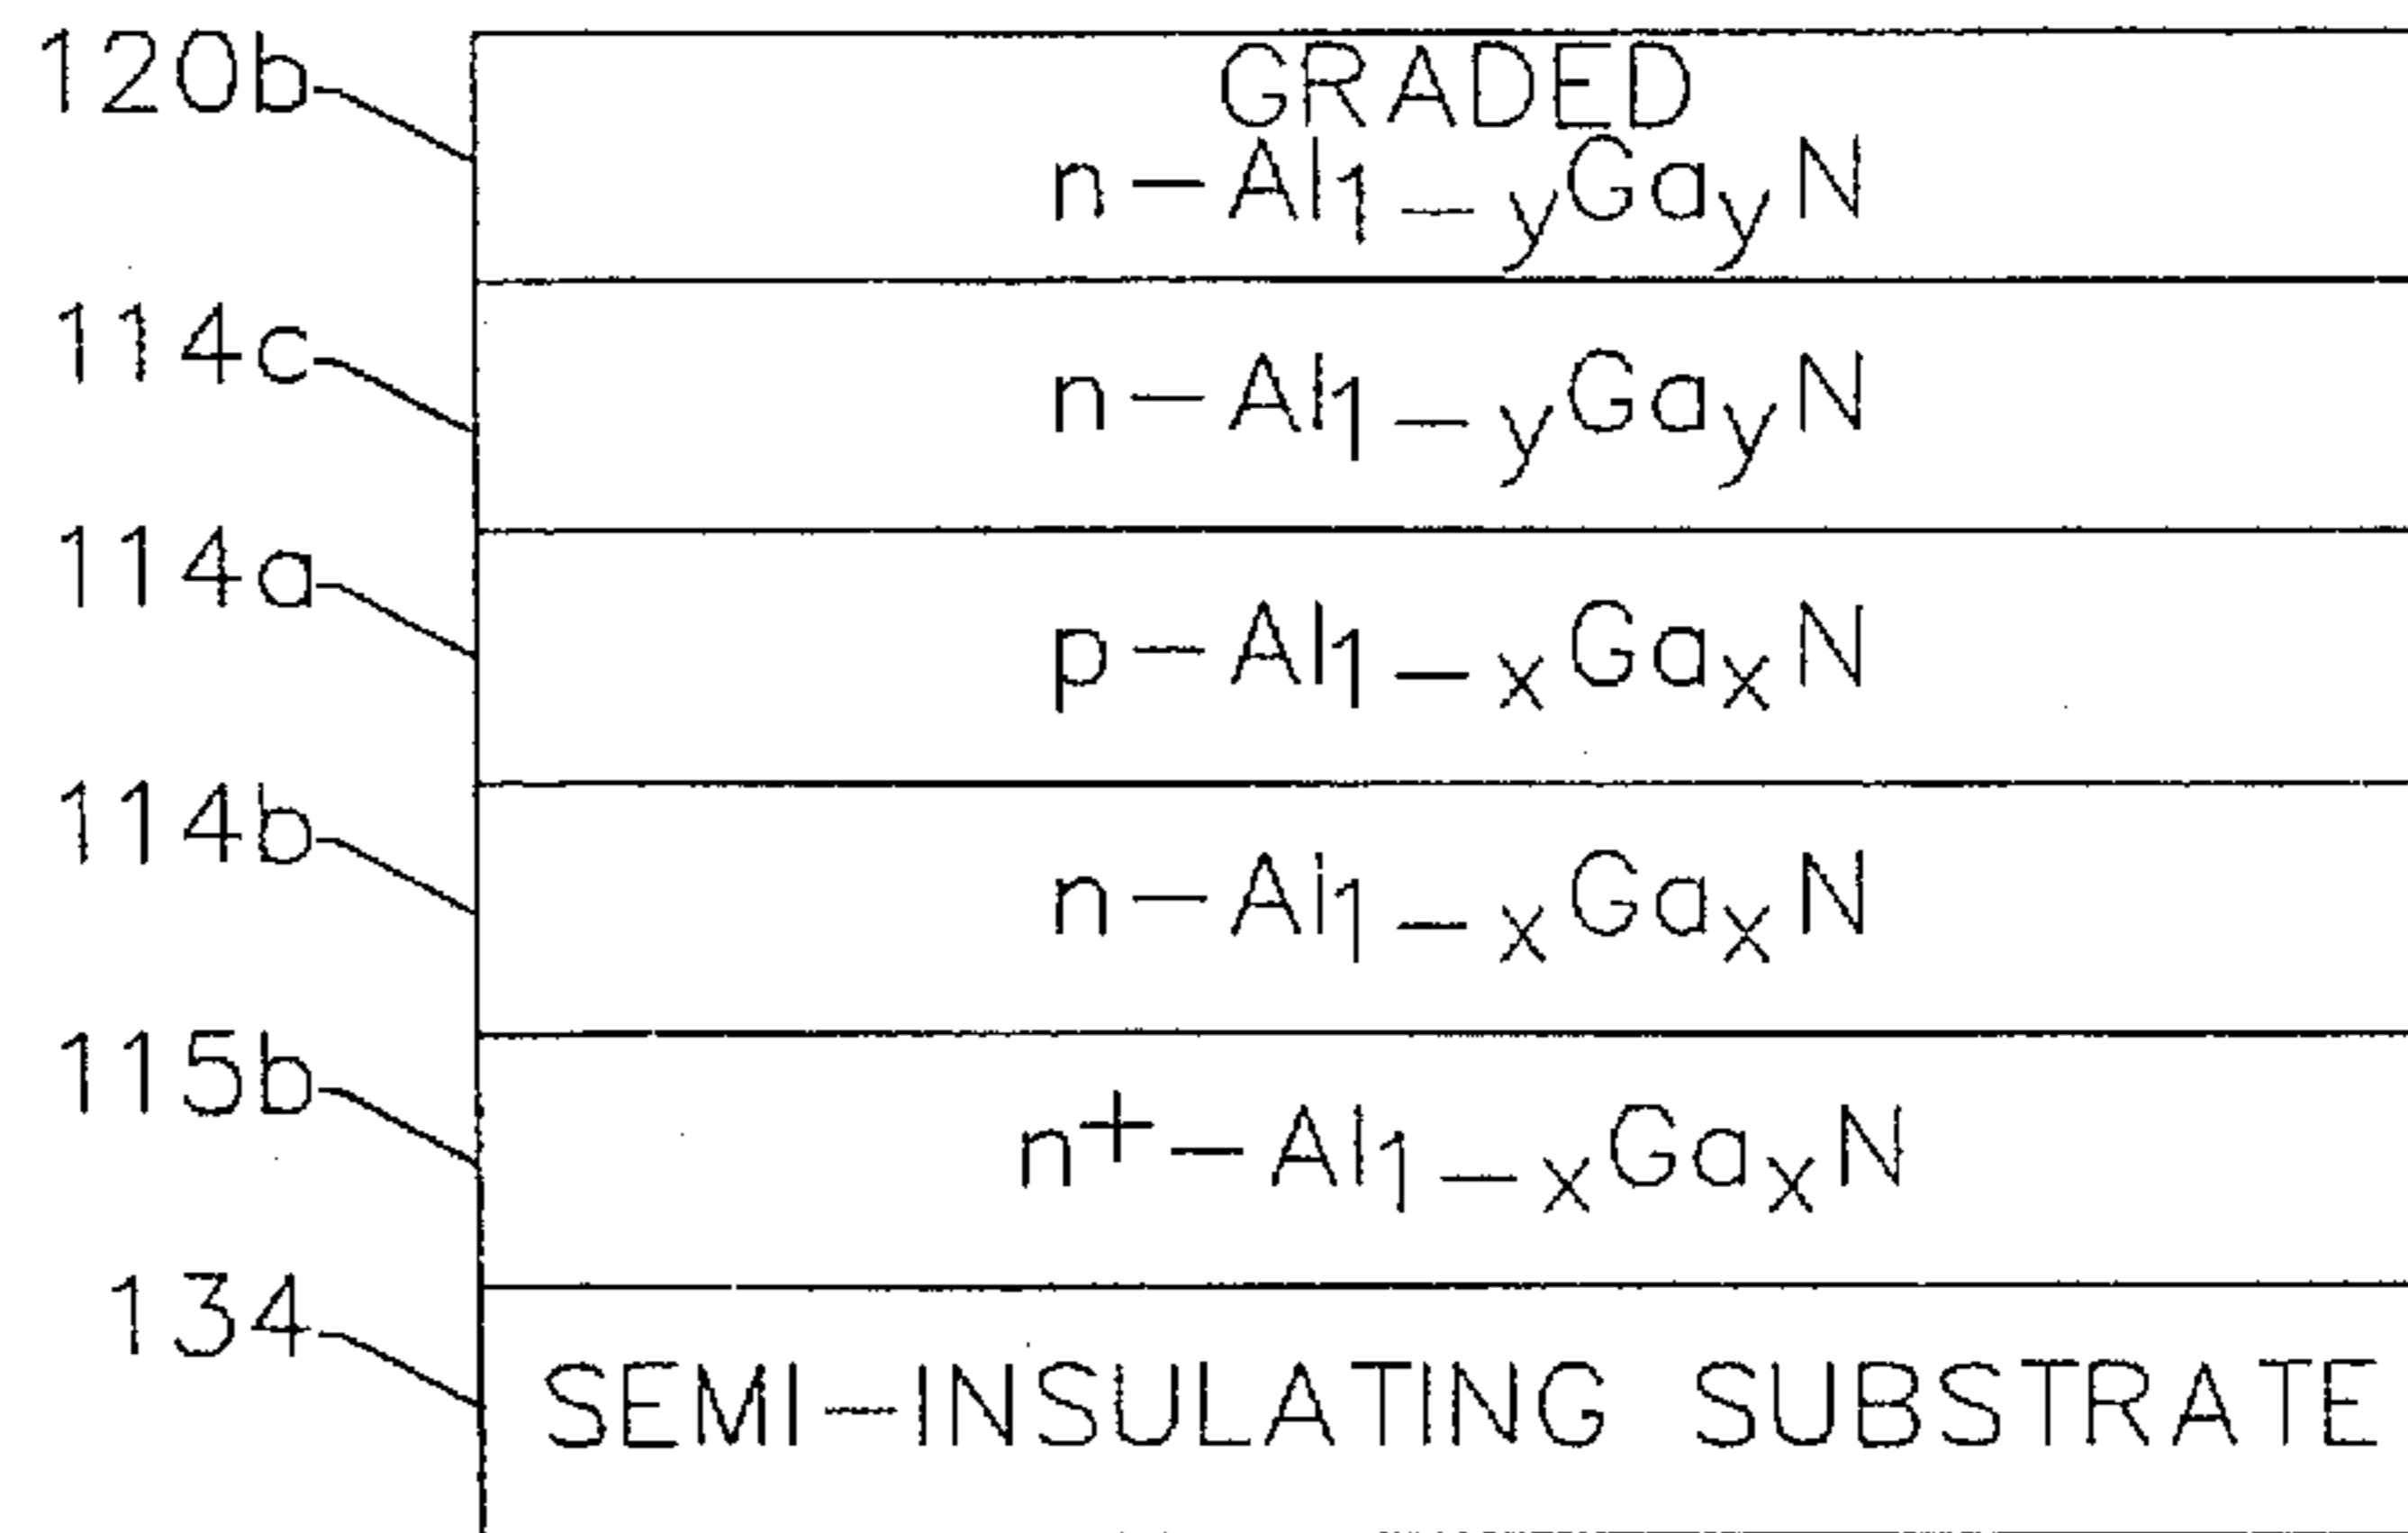 120b
GRADED
n-Al1-yGayN
114c
n-Al1-yGayN
114a
p-Al1-xGaxN
114b
n-Al1-xGaxN
115b
n+-Al1-xGaxN
134
SEMI-INSULATING SUBSTRATE